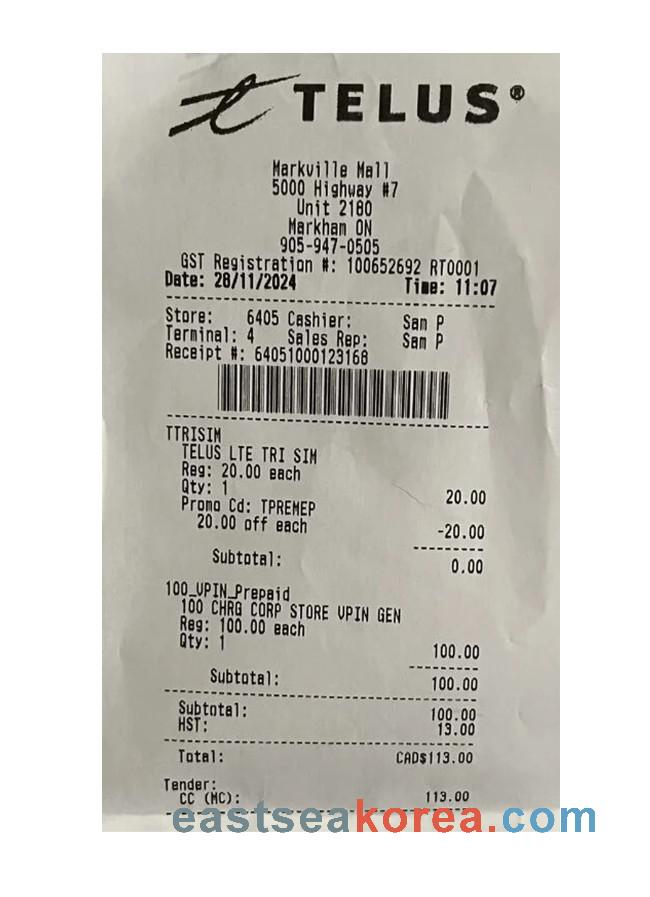 TELUS®
Markville Mall
5000 Highway #7
Unit 2180
Markham ON
905-947-0505
GST Registration #: 100652692 RT0001
Date: 28/11/2024 Time: 11:07
Store: 6405 Cashier: Sam P
Terminal: 4 Sales Rep: Sam P
Receipt #: 64051000123168
TTRISIM
TELUS LTE TRI SIM
Reg: 20.00 each
Qty: 1 20.00
Promo Cd: TPREMEP
20.00 off each -20.00
Subtotal: 0.00
100_VPIN_Prepaid
100 CHRG CORP STORE VPIN GEN
Reg: 100.00 each
Qty: 1 100.00
Subtotal: 100.00
Subtotal: 100.00
HST: 13.00
Total: CAD$113.00
Tender:
CC (MC): 113.00
eastseakorea.com